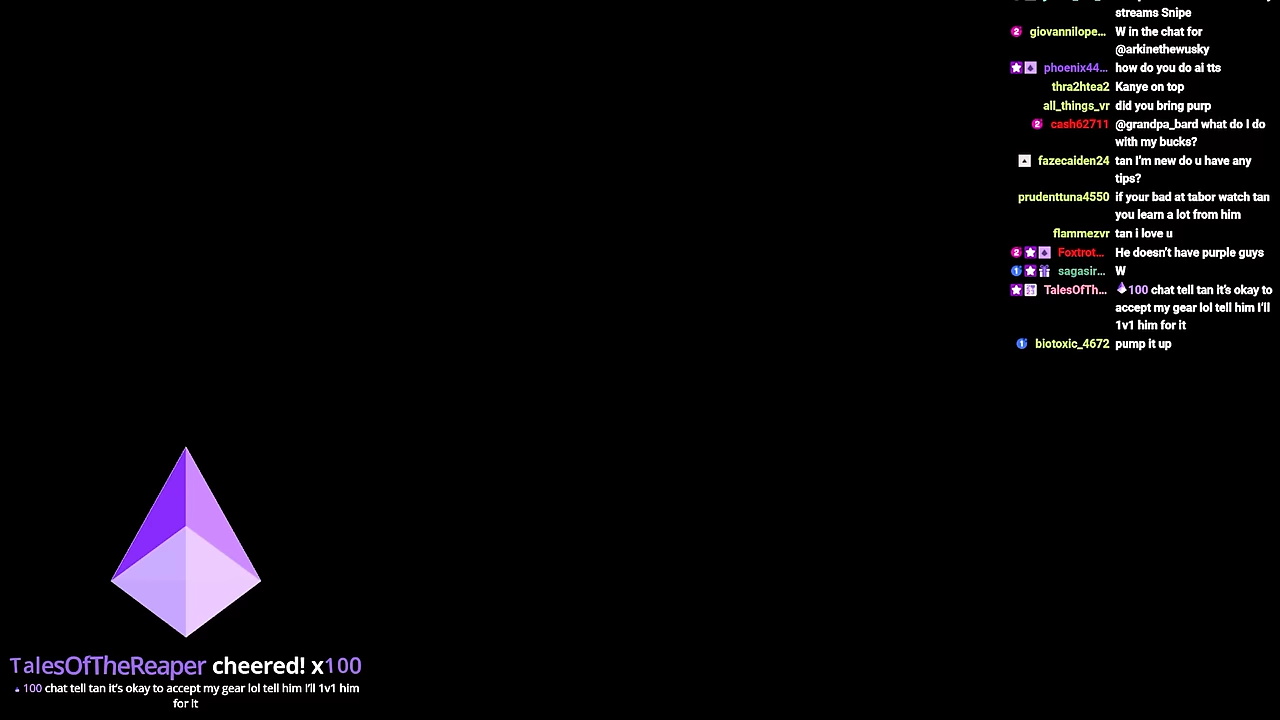 streams Snipe
giovannilope... W in the chat for
@arkinethewusky
phoenix44... how do you do ai tts
thra2htea2 Kanye on top
all_things_vr did you bring purp
cash62711 @grandpa_bard what do I do
with my bucks?
fazecaiden24 tan I'm new do u have any
tips?
prudenttuna4550 if your bad at tabor watch tan
you learn a lot from him
flammezvr tan i love u
Foxtrot... He doesn't have purple guys
sagasir... W
TalesOfTh... 100 chat tell tan it's okay to
accept my gear lol tell him I'll
1v1 him for it
biotoxic_4672 pump it up
TalesOfTheReaper cheered! x100
100 chat tell tan it's okay to accept my gear lol tell him I'll 1v1 him
for it